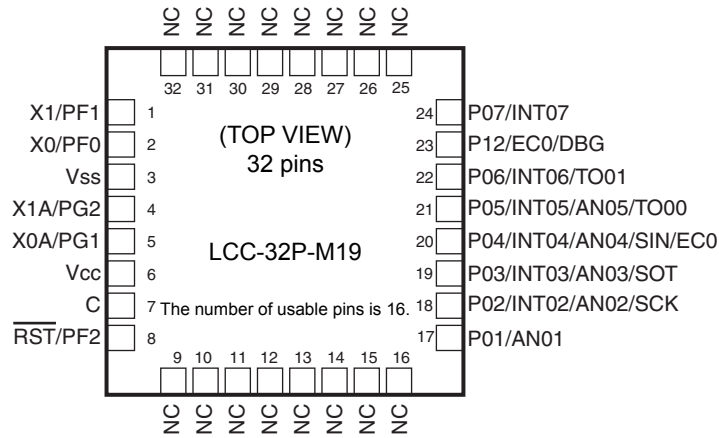 NC NC NC NC NC NC NC NC
32 31 30 29 28 27 26 25
X1/PF1 1 24 P07/INT07
(TOP VIEW)
X0/PF0 2 23 P12/EC0/DBG
32 pins
Vss 3 22 P06/INT06/TO01
X1A/PG2 4 21 P05/INT05/AN05/TO00
X0A/PG1 5 20 P04/INT04/AN04/SIN/EC0
LCC-32P-M19
Vcc 6 19 P03/INT03/AN03/SOT
C 7 The number of usable pins is 16. 18 P02/INT02/AN02/SCK
RST/PF2 8 17 P01/AN01
9 10 11 12 13 14 15 16
NC NC NC NC NC NC NC NC